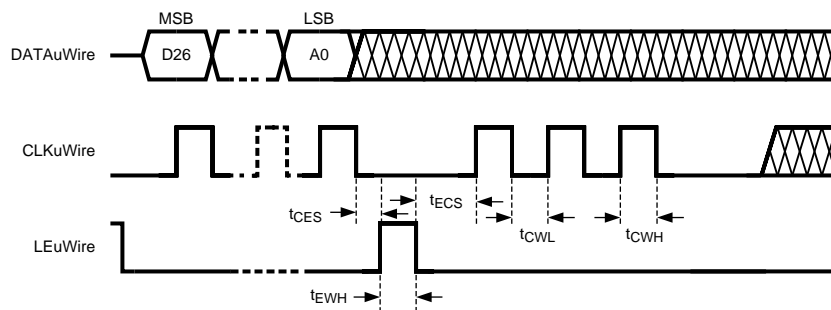 MSB LSB
DATAuWire D26 A0
CLKuWire
tECS
tCES tCWL tCWH
LEuWire
tEWH